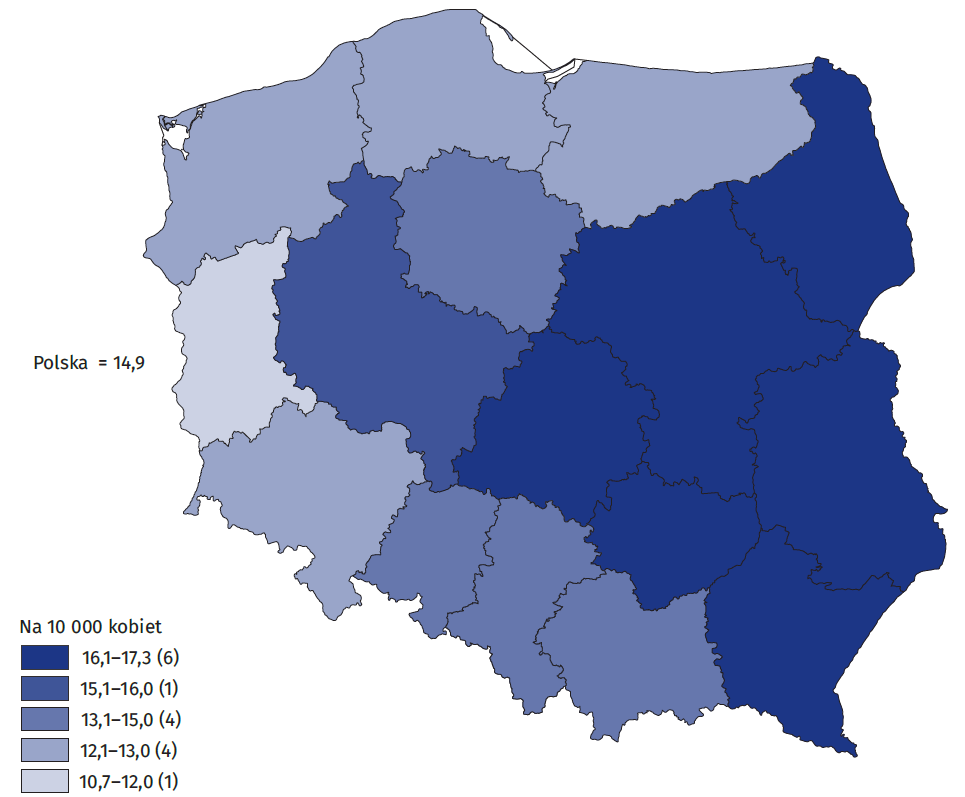 Polska = 14,9
Na 10 000 kobiet
16,1–17,3 (6)
15,1–16,0 (1)
13,1–15,0 (4)
12,1–13,0 (4)
10,7–12,0 (1)